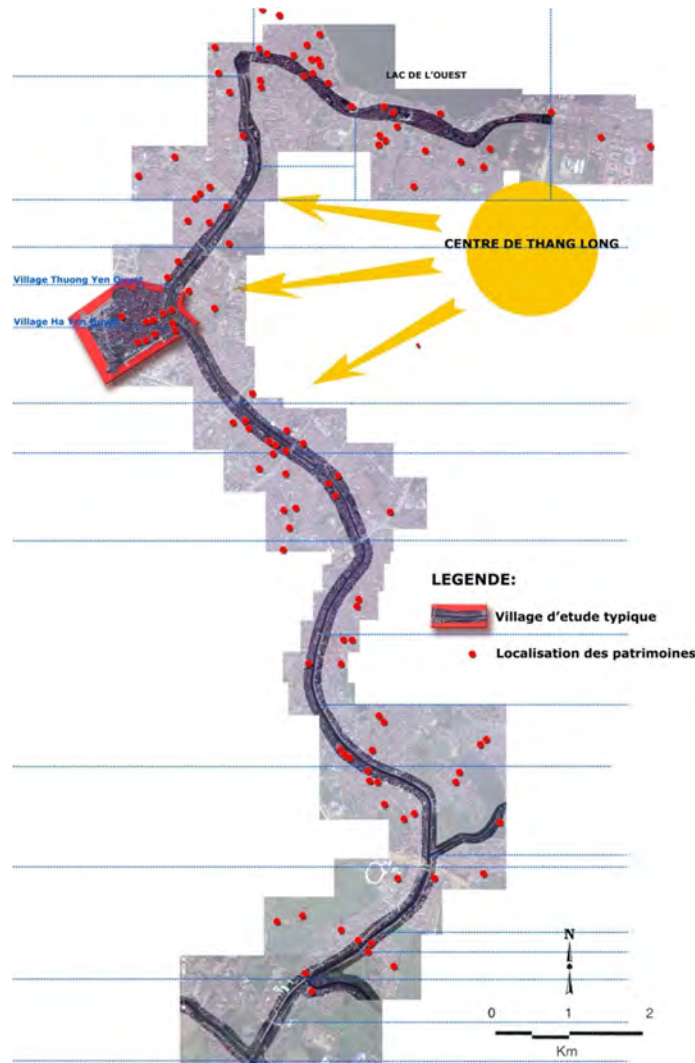 LAC DE L'OUEST
CENTRE DE THANG LONG
Village Thuong Yen Quyet
Village Ha Yen Quyet
LEGENDE:
Village d'etude typique
Localisation des patrimoines
N
0 1 2
Km